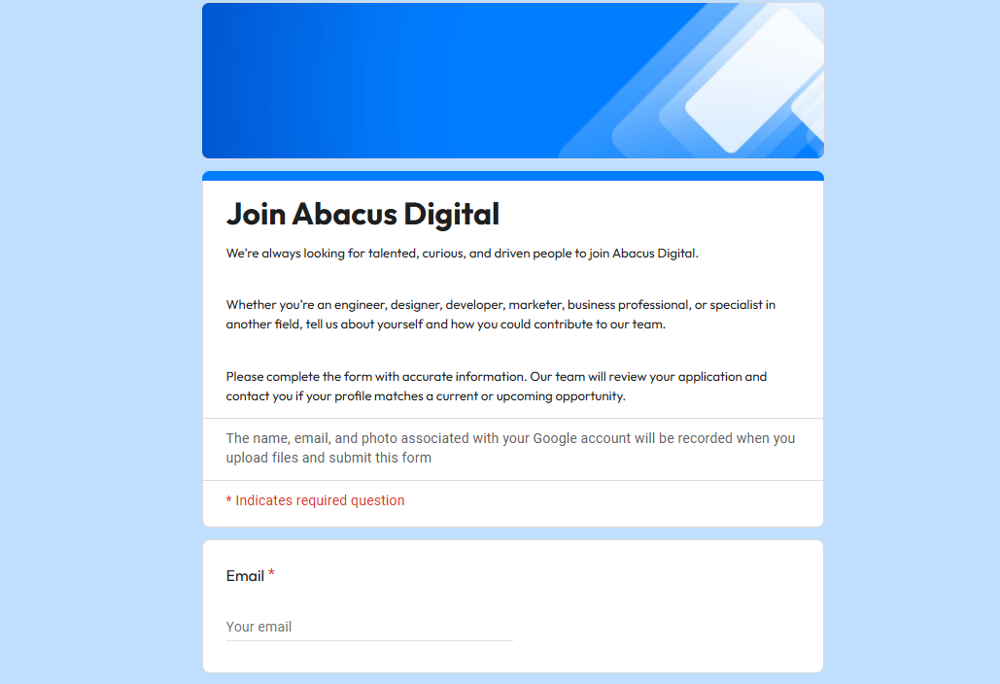 Join Abacus Digital
We’re always looking for talented, curious, and driven people to join Abacus Digital.
Whether you’re an engineer, designer, developer, marketer, business professional, or specialist in
another field, tell us about yourself and how you could contribute to our team.
Please complete the form with accurate information. Our team will review your application and
contact you if your profile matches a current or upcoming opportunity.
The name, email, and photo associated with your Google account will be recorded when you
upload files and submit this form
* Indicates required question
Email *
Your email